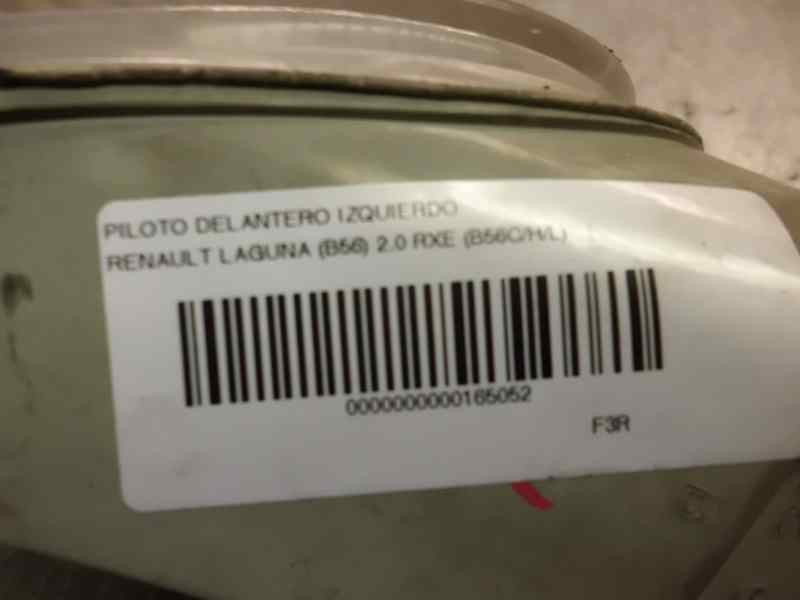 PILOTO DELANTERO IZQUIERDO
RENAULT LAGUNA (B56) 2.0 RXE (B56C/H/L)
0000000000165052
F3R